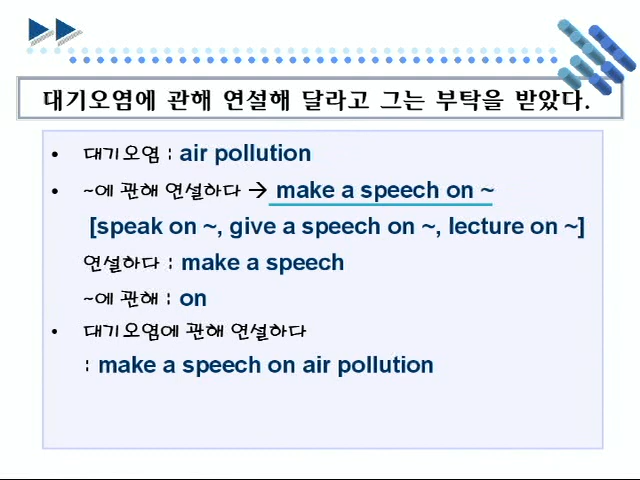 대기오염에 관해 연설해 달라고 그는 부탁을 받았다.
• 대기오염 : air pollution
• ~에 관해 연설하다 → make a speech on ~
[speak on ~, give a speech on ~, lecture on ~]
연설하다 : make a speech
~에 관해 : on
• 대기오염에 관해 연설하다
: make a speech on air pollution